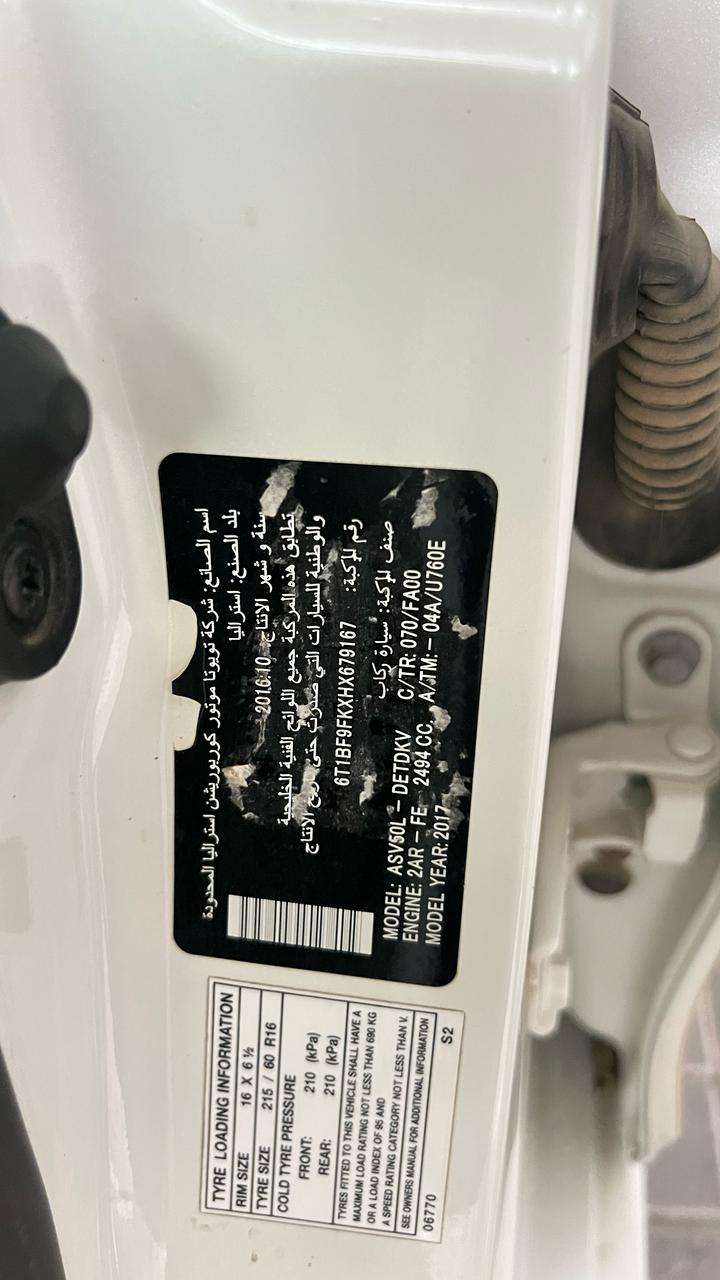 اسم الصانع: شركة تويوتا موتور كوربوريشن استراليا المحدودة
بلد الصنع: استراليا
سنة و شهر الانتاج: 2016.10
تطابق هذه المركبة جميع اللوائح الفنية الخليجية
والوطنية للسيارات التي صدرت حتى تاريخ الانتاج
رقم المركبة: 6T1BF9FKXHX679167
صنف المركبة: سيارة ركاب
MODEL: ASV50L – DETDKV C/TR: 070/FA00
ENGINE: 2AR – FE 2494 CC, A/TM: – 04A/U760E
MODEL YEAR: 2017
TYRE LOADING INFORMATION
RIM SIZE 16 X 6 ½
TYRE SIZE 215 / 60 R16
COLD TYRE PRESSURE
FRONT: 210 (kPa)
REAR: 210 (kPa)
TYRES FITTED TO THIS VEHICLE SHALL HAVE A
MAXIMUM LOAD RATING NOT LESS THAN 690 KG
OR A LOAD INDEX OF 95 AND
A SPEED RATING CATEGORY NOT LESS THAN V.
SEE OWNERS MANUAL FOR ADDITIONAL INFORMATION
06770 S2